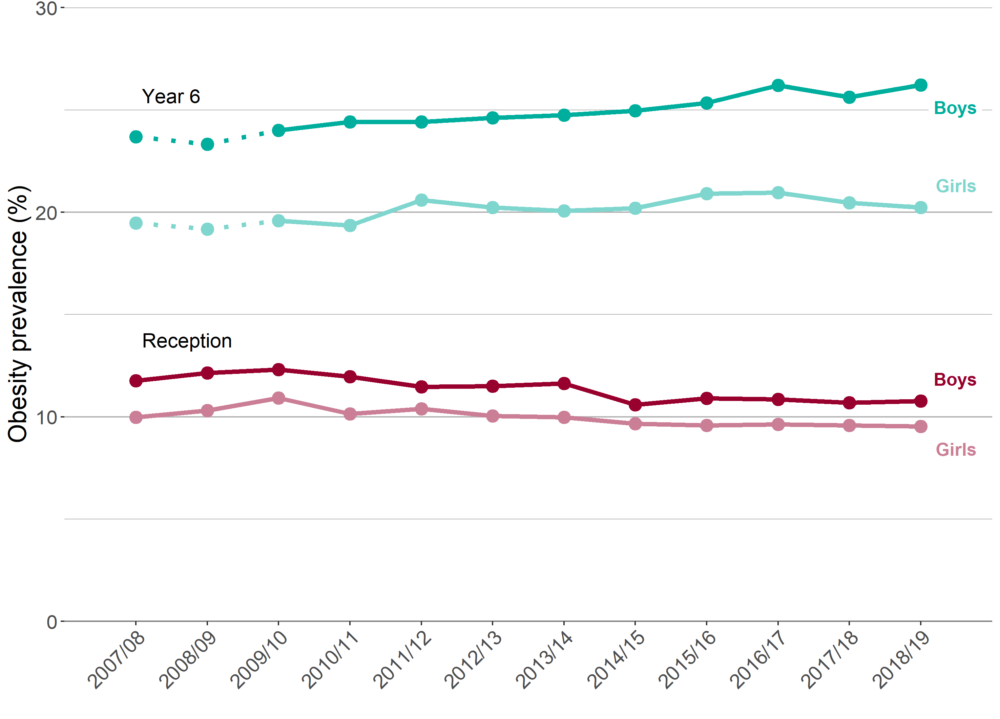 Obesity prevalence (%)
30
20
10
0
Year 6
Boys
Girls
Reception
Boys
Girls
2007/08
2008/09
2009/10
2010/11
2011/12
2012/13
2013/14
2014/15
2015/16
2016/17
2017/18
2018/19